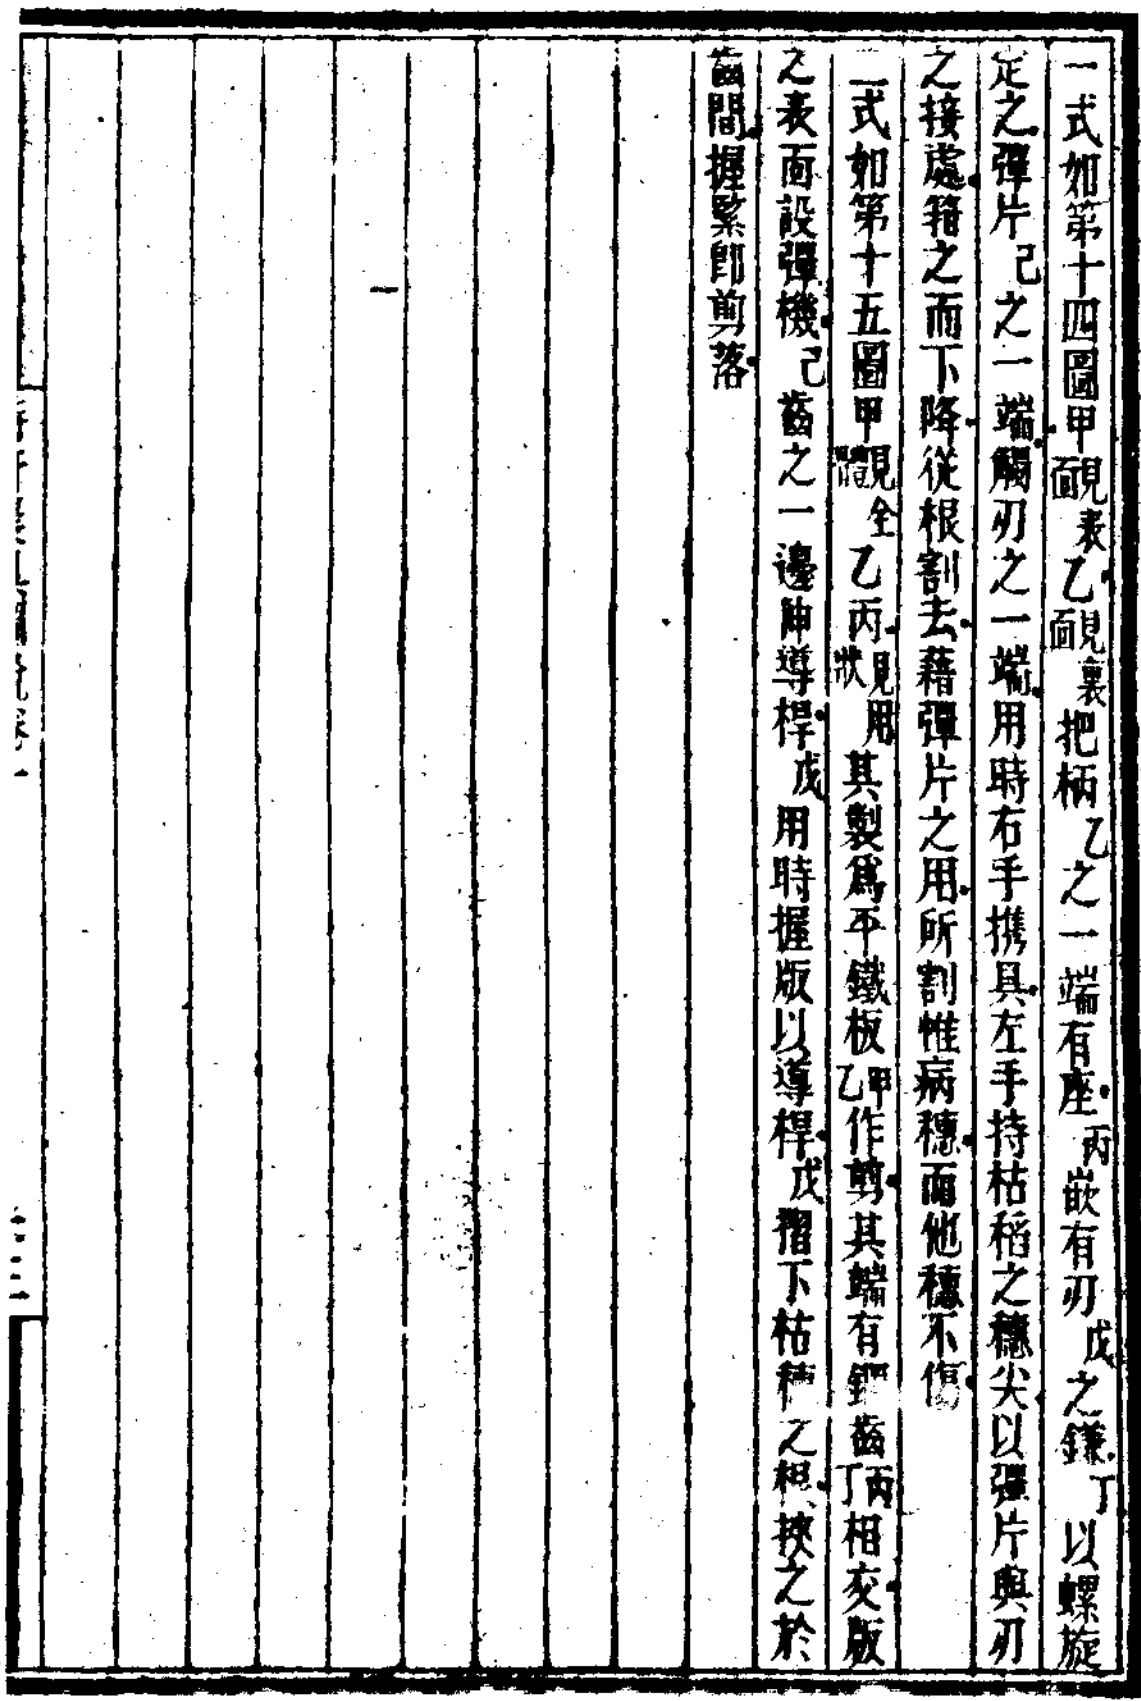 一式如第十四圖甲見表面乙見裏面把柄乙之一端有座丙嵌有刃戊之鎌丁以螺旋
定之彈片己之一端觸刃之一端用時右手携具左手持枯稻之穗尖以彈片與刃
之接處箝之而下降從根割去藉彈片之用所割惟病穗而他穗不傷
一式如第十五圖甲見全體乙丙見用狀其製爲平鐵板甲乙作剪其端有鋸齒丙丁相交版
之表面設彈機己齒之一邊伸導桿戊用時握版以導桿戊摺下枯穗之桿挾之於
齒間握緊卽剪落